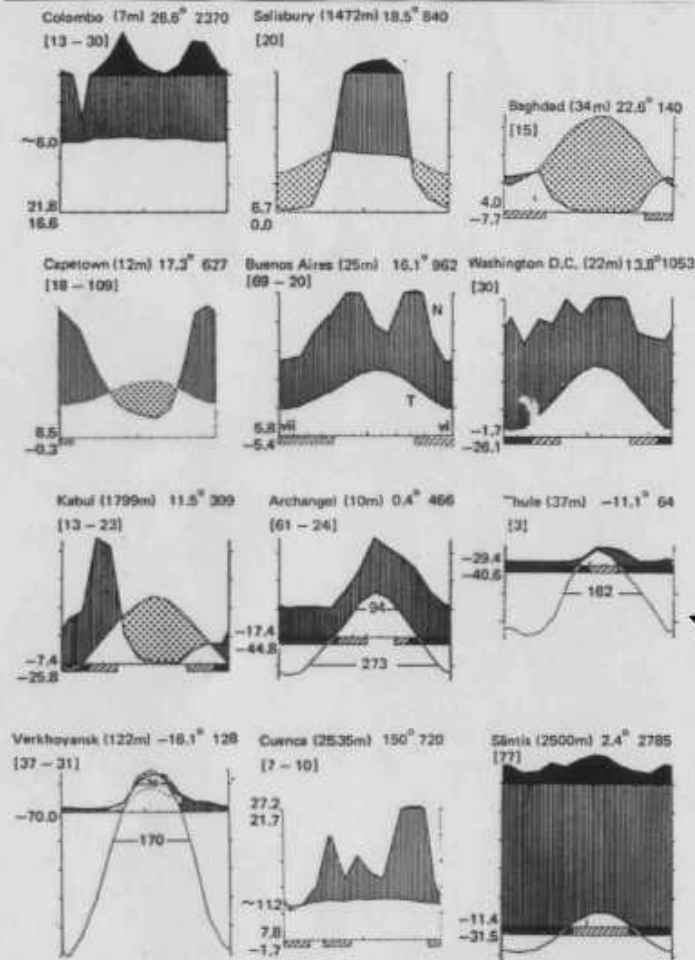 Colombo (7m) 26.6° 2370
[13 – 30]
~6.0
21.8
16.6
Salisbury (1472m) 18.5° 840
[20]
6.7
0.0
Baghdad (34m) 22.6° 140
[15]
4.0
-7.7
Capetown (12m) 17.3° 627
[18 – 109]
8.5
-0.3
Buenos Aires (25m) 16.1° 962
[69 – 20]
N
T
5.8
-5.4
vii
vi
Washington D.C. (22m) 13.8° 1053
[30]
-1.7
-26.1
Kabul (1799m) 11.5° 309
[13 – 23]
-7.4
-25.8
Archangel (10m) 0.4° 466
[61 – 24]
94
-17.4
-44.8
273
hule (37m) -11.1° 64
[3]
-29.4
-40.6
162
Verkhoyansk (122m) -16.1° 128
[37 – 31]
-70.0
170
Cuenca (2535m) 150° 720
[7 – 10]
27.2
21.7
~11.2
7.8
-1.7
Säntis (2500m) 2.4° 2785
[77]
-11.4
-31.5